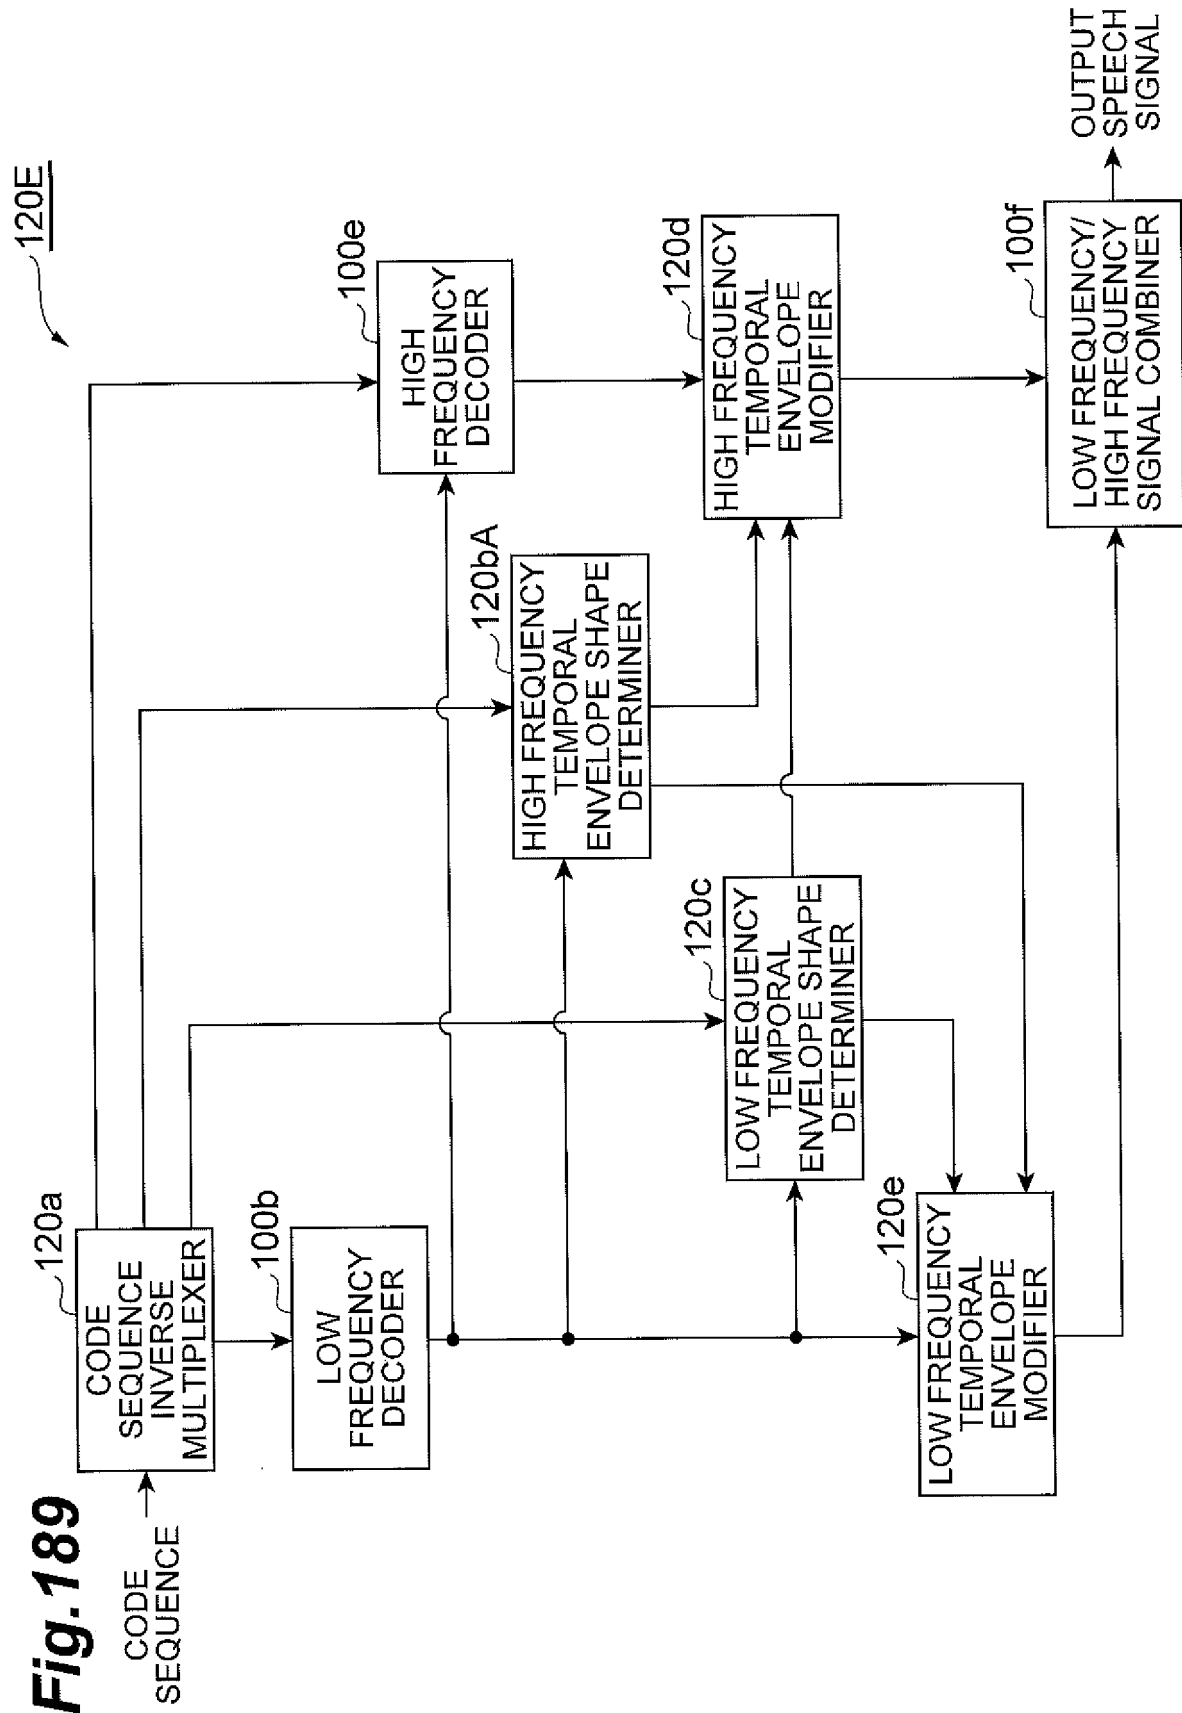 Fig.189
120E
CODE
SEQUENCE
120a
CODE
SEQUENCE
INVERSE
MULTIPLEXER
100b
LOW
FREQUENCY
DECODER
100e
HIGH
FREQUENCY
DECODER
120bA
HIGH FREQUENCY
TEMPORAL
ENVELOPE SHAPE
DETERMINER
120c
LOW FREQUENCY
TEMPORAL
ENVELOPE SHAPE
DETERMINER
120d
HIGH FREQUENCY
TEMPORAL
ENVELOPE
MODIFIER
120e
LOW FREQUENCY
TEMPORAL
ENVELOPE
MODIFIER
100f
LOW FREQUENCY/
HIGH FREQUENCY
SIGNAL COMBINER
OUTPUT
SPEECH
SIGNAL